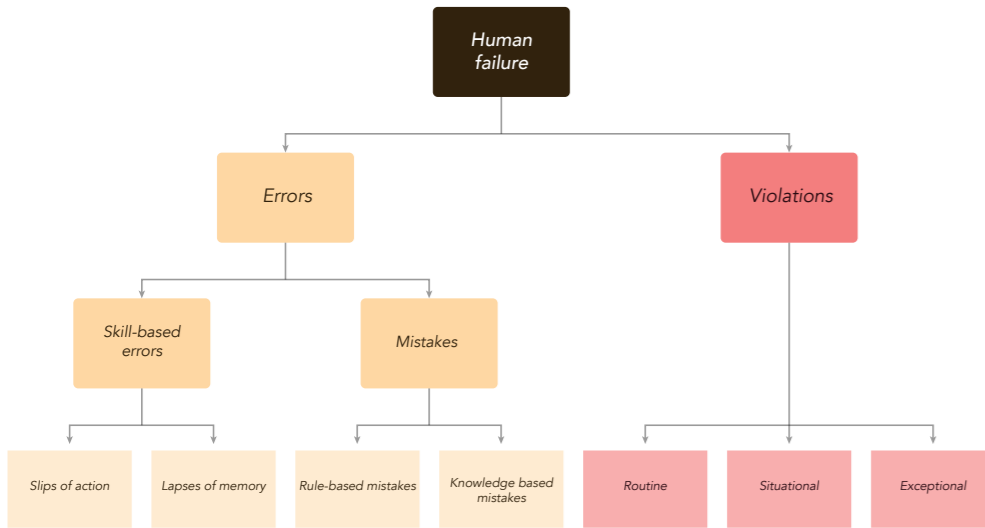 Human
failure
Errors
Violations
Skill-based
errors
Mistakes
Slips of action
Lapses of memory
Rule-based mistakes
Knowledge based
mistakes
Routine
Situational
Exceptional